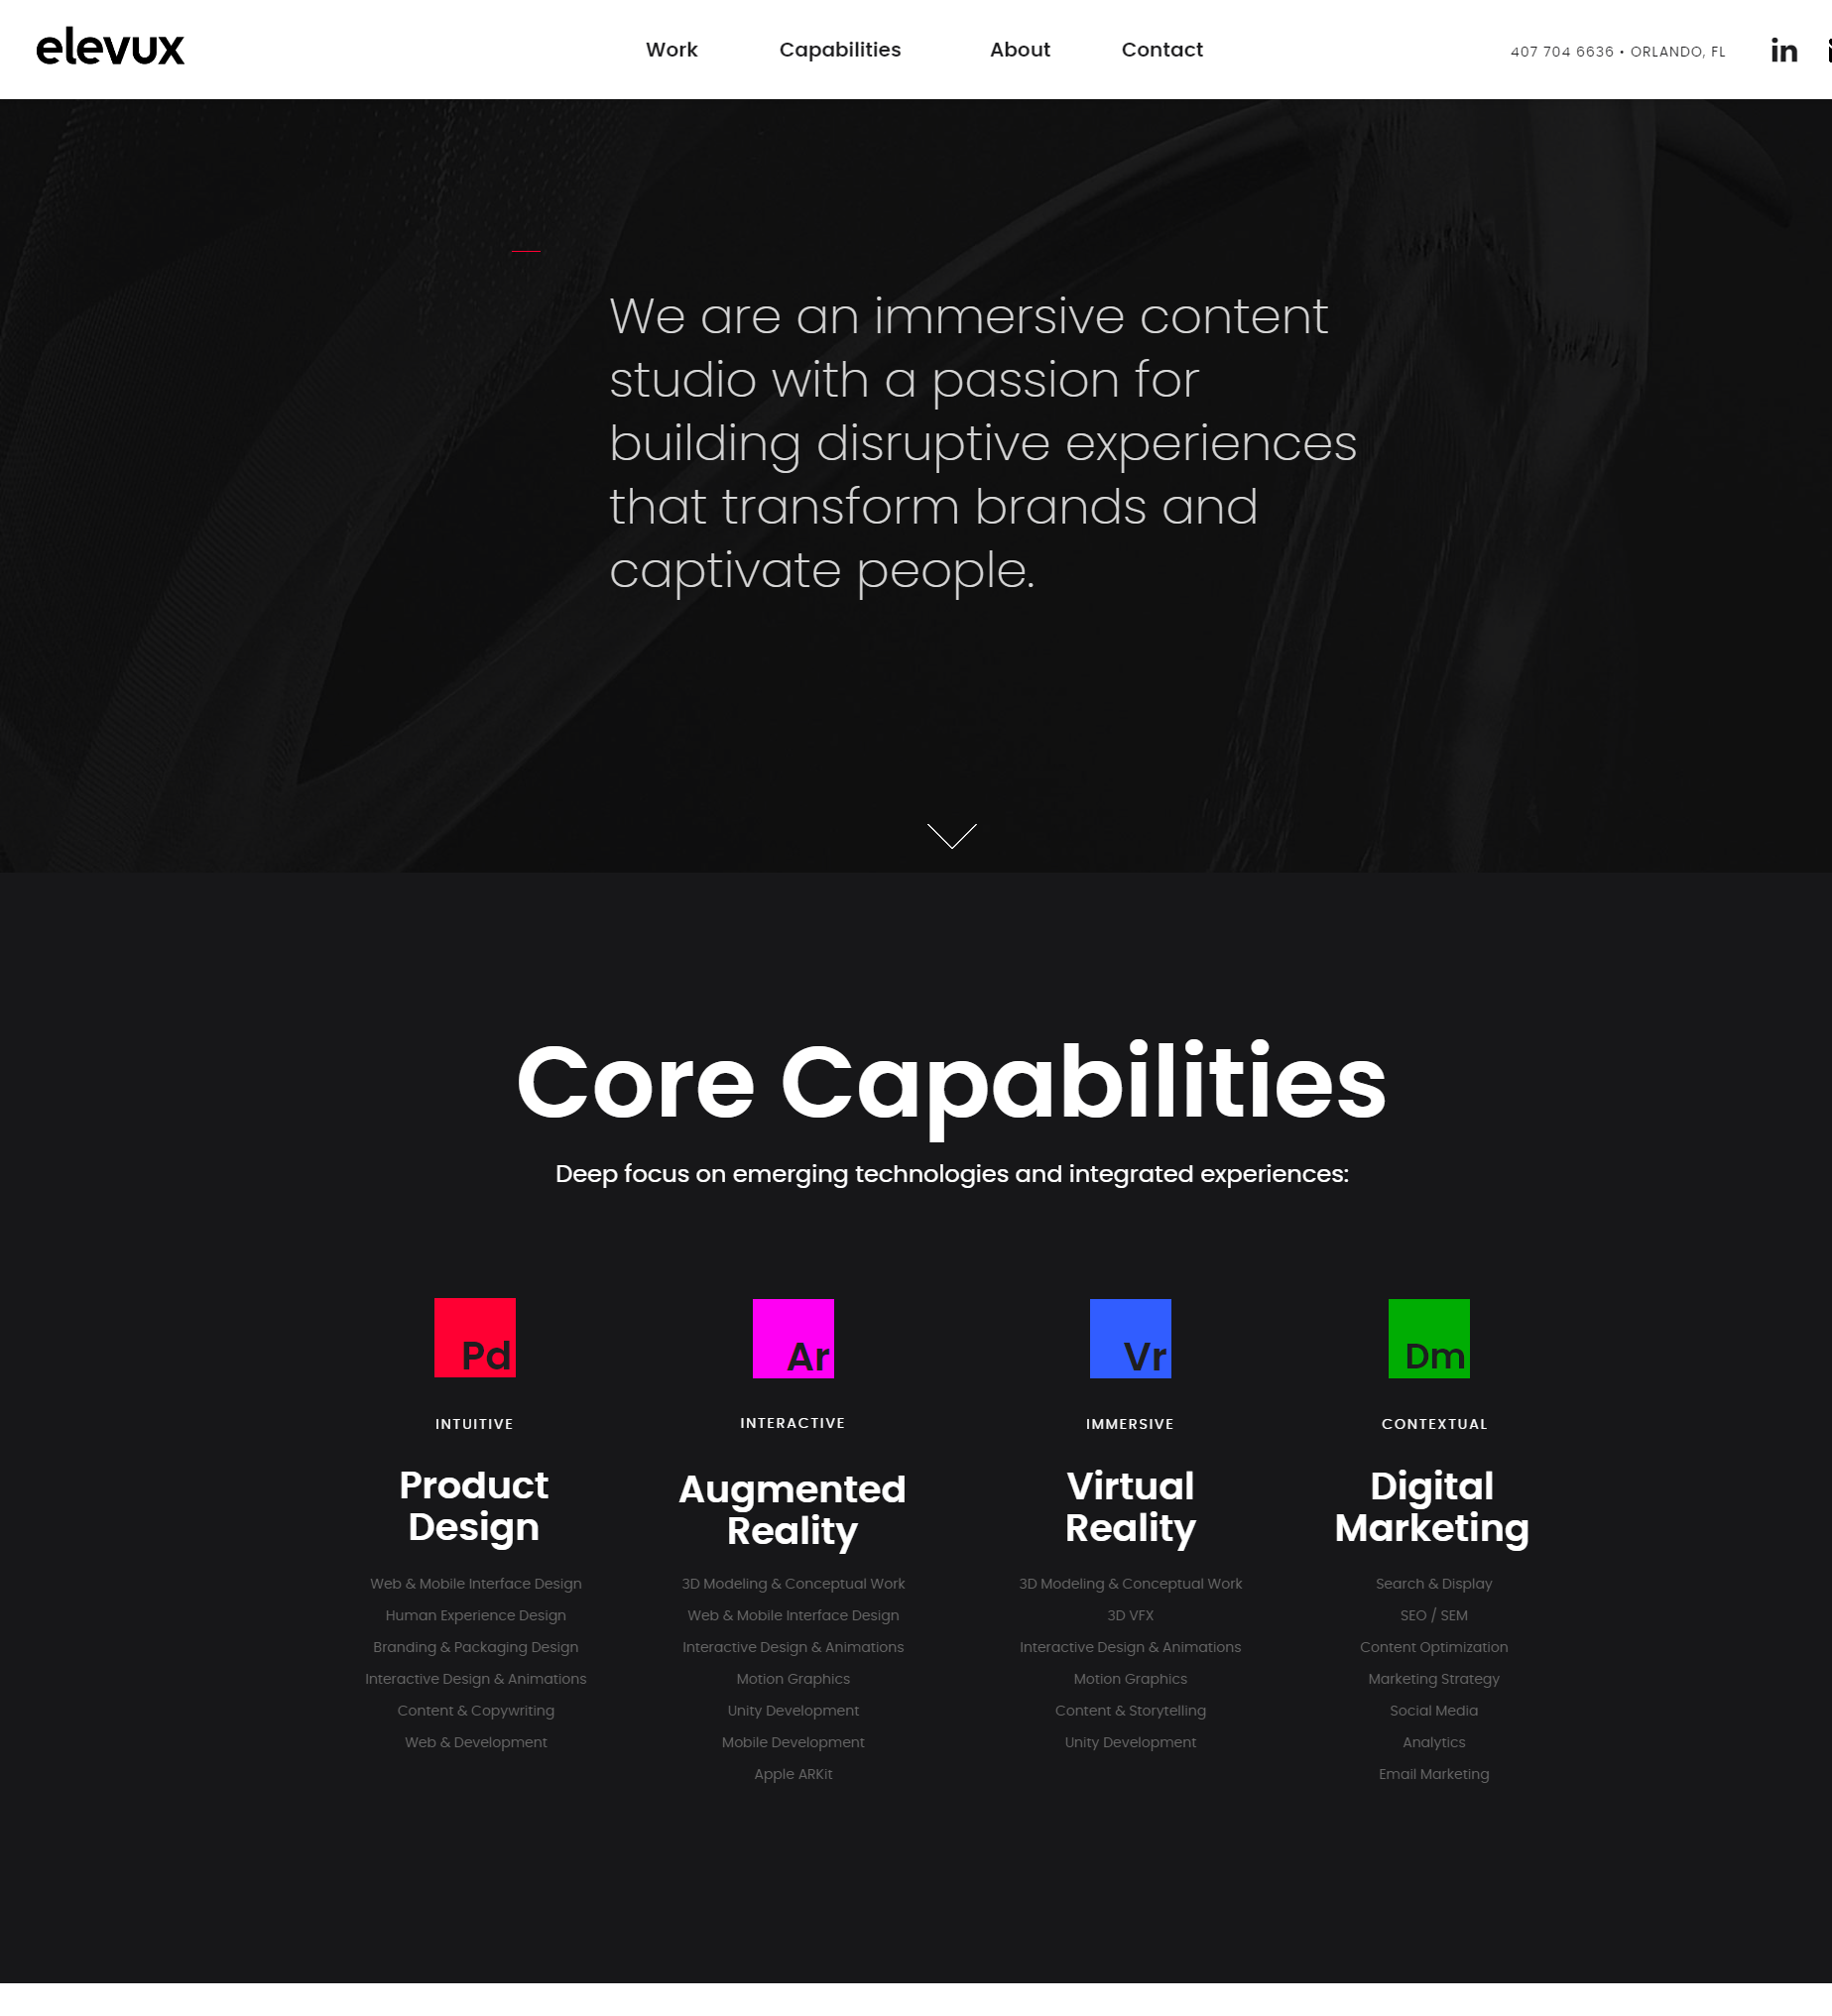 elevux
Work
Capabilities
About
Contact
407 704 6636 • ORLANDO, FL
in
We are an immersive content
studio with a passion for
building disruptive experiences
that transform brands and
captivate people.
Core Capabilities
Deep focus on emerging technologies and integrated experiences:
Pd
INTUITIVE
Product
Design
Web & Mobile Interface Design
Human Experience Design
Branding & Packaging Design
Interactive Design & Animations
Content & Copywriting
Web & Development
Ar
INTERACTIVE
Augmented
Reality
3D Modeling & Conceptual Work
Web & Mobile Interface Design
Interactive Design & Animations
Motion Graphics
Unity Development
Mobile Development
Apple ARKit
Vr
IMMERSIVE
Virtual
Reality
3D Modeling & Conceptual Work
3D VFX
Interactive Design & Animations
Motion Graphics
Content & Storytelling
Unity Development
Dm
CONTEXTUAL
Digital
Marketing
Search & Display
SEO / SEM
Content Optimization
Marketing Strategy
Social Media
Analytics
Email Marketing